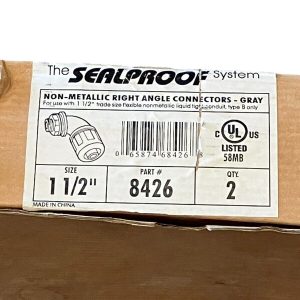 The SEALPROOF System
NON-METALLIC RIGHT ANGLE CONNECTORS - GRAY
For use with 1 1/2" trade size flexible nonmetallic liquid tight conduit, type B only
0 65874 68426 8
C UL US
LISTED
58MB
SIZE PART # QTY.
1 1/2" 8426 2
MADE IN CHINA